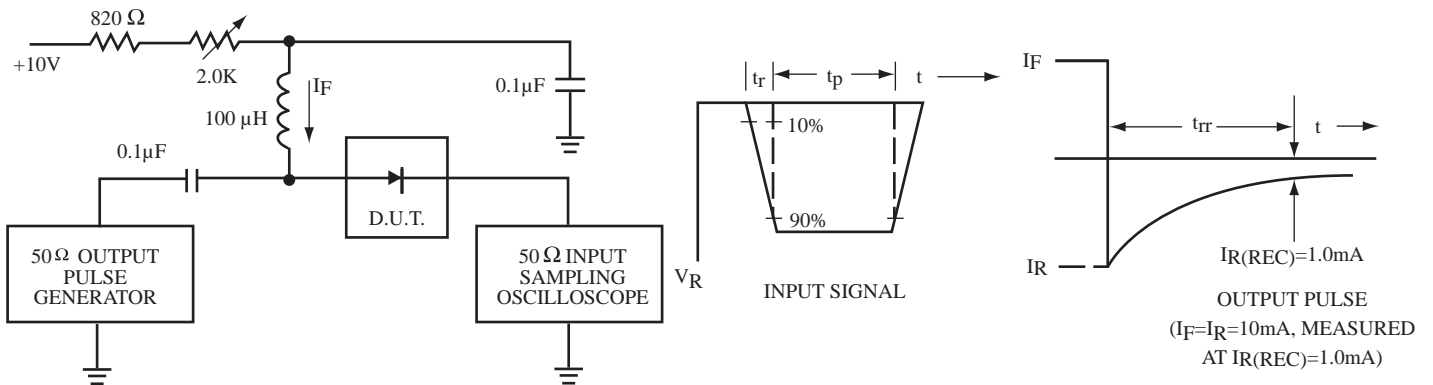 820 Ω
+10V
2.0K
IF
100 µH
0.1µF
0.1µF
D.U.T.
50Ω OUTPUT
PULSE
GENERATOR
50Ω INPUT
SAMPLING
OSCILLOSCOPE
tr
tp
t
10%
90%
VR
INPUT SIGNAL
IF
trr
t
IR
IR(REC)=1.0mA
OUTPUT PULSE
(IF=IR=10mA, MEASURED
AT IR(REC)=1.0mA)